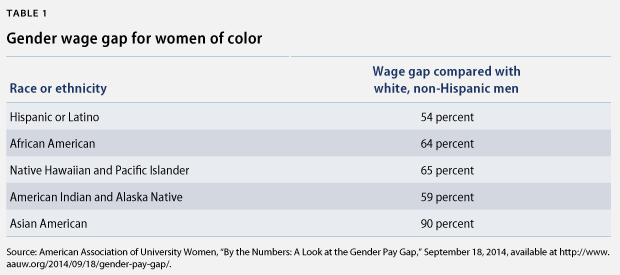 TABLE 1
Gender wage gap for women of color
Race or ethnicity
Wage gap compared with
white, non-Hispanic men
Hispanic or Latino 54 percent
African American 64 percent
Native Hawaiian and Pacific Islander 65 percent
American Indian and Alaska Native 59 percent
Asian American 90 percent
Source: American Association of University Women, “By the Numbers: A Look at the Gender Pay Gap,” September 18, 2014, available at http://www.
aauw.org/2014/09/18/gender-pay-gap/.